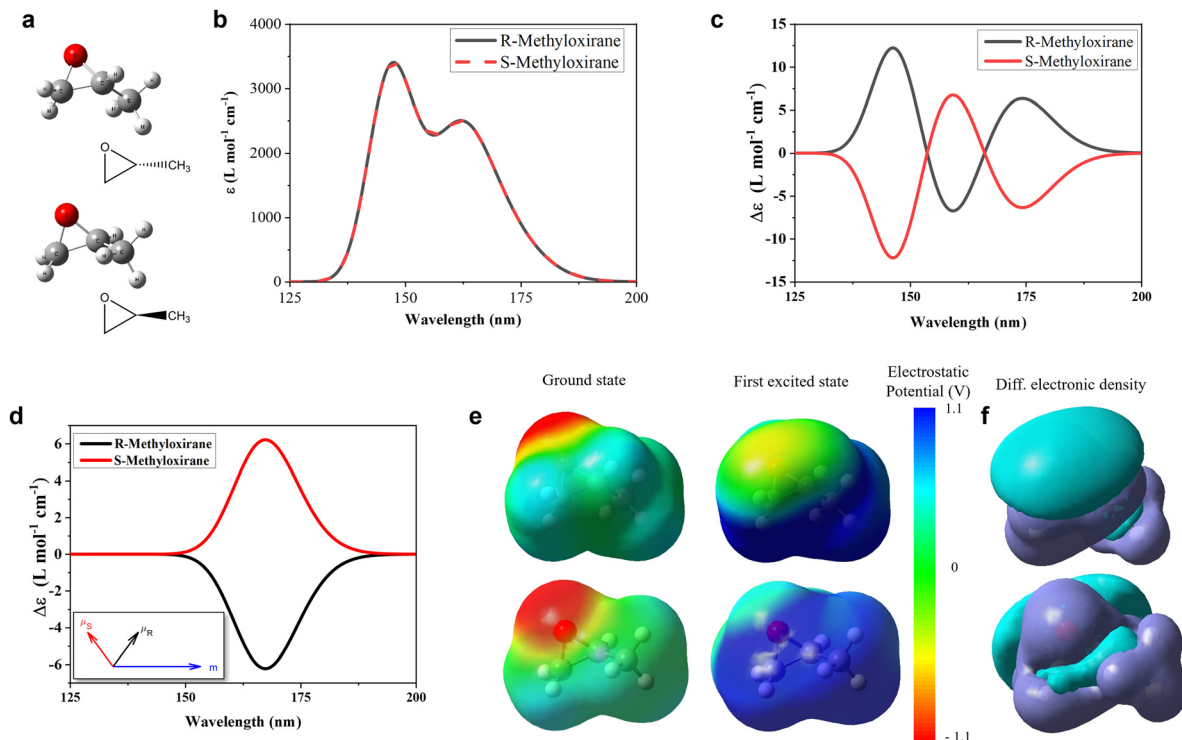 a
O
CH₃
O
CH₃
b
R-Methyloxirane
S-Methyloxirane
4000
3500
3000
2500
2000
1500
1000
0
ε (L mol⁻¹ cm⁻¹)
125
150
175
200
Wavelength (nm)
c
R-Methyloxirane
S-Methyloxirane
15
10
5
0
-5
-10
-15
Δε (L mol⁻¹ cm⁻¹)
125
150
175
200
Wavelength (nm)
d
R-Methyloxirane
S-Methyloxirane
6
4
2
0
-2
-4
-6
Δε (L mol⁻¹ cm⁻¹)
μS
μR
m
125
150
175
200
Wavelength (nm)
e
Ground state
First excited state
Electrostatic
Potential (V)
1.1
0
- 1.1
f
Diff. electronic density